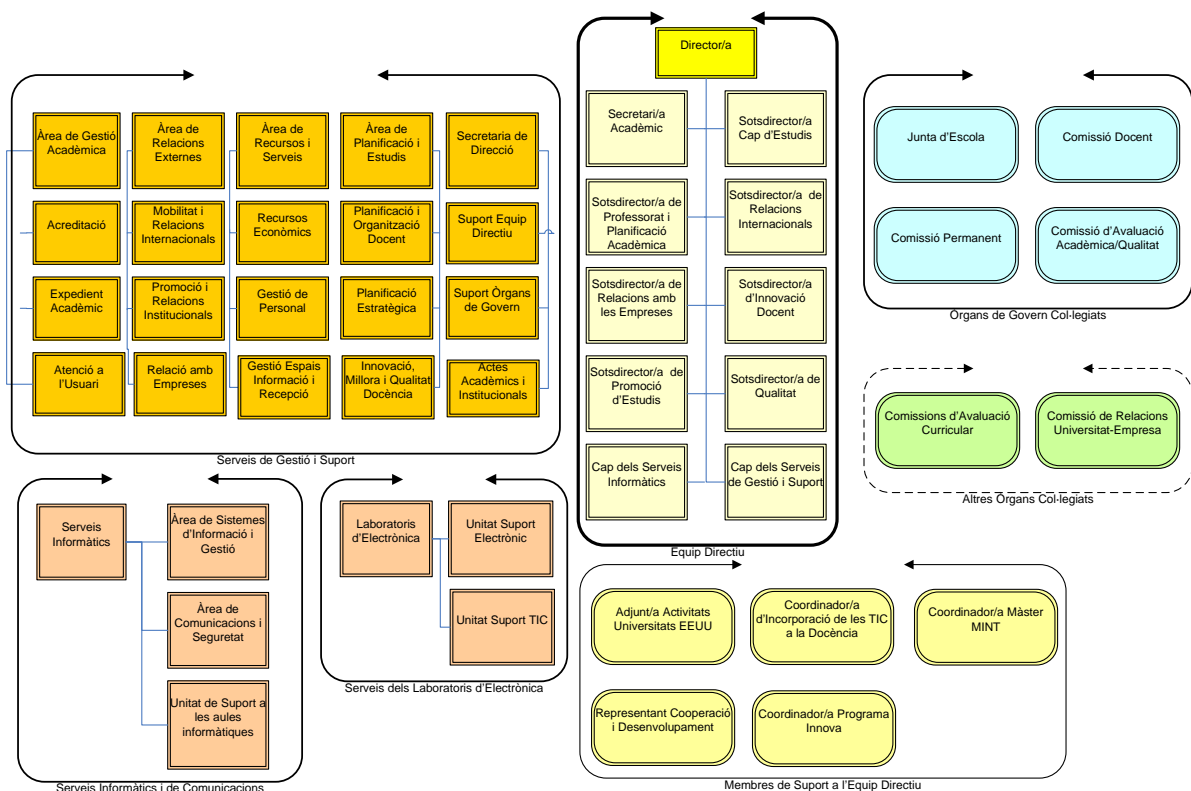 Director/a
Secretari/a
Acadèmic
Sotsdirector/a
Cap d'Estudis
Sotsdirector/a de
Professorat i
Planificació
Acadèmica
Sotsdirector/a de
Relacions
Internacionals
Sotsdirector/a de
Relacions amb
les Empreses
Sotsdirector/a
d'Innovació
Docent
Sotsdirector/a de
Promoció
d'Estudis
Sotsdirector/a de
Qualitat
Cap dels Serveis
Informàtics
Cap dels Serveis
de Gestió i Suport
Equip Directiu
Àrea de Gestió
Acadèmica
Àrea de
Relacions
Externes
Àrea de
Recursos i
Serveis
Àrea de
Planificació i
Estudis
Secretaria de
Direcció
Acreditació
Mobilitat i
Relacions
Internacionals
Recursos
Econòmics
Planificació i
Organització
Docent
Suport Equip
Directiu
Expedient
Acadèmic
Promoció i
Relacions
Institucionals
Gestió de
Personal
Planificació
Estratègica
Suport Òrgans
de Govern
Atenció a
l'Usuari
Relació amb
Empreses
Gestió Espais
Informació i
Recepció
Innovació,
Millora i Qualitat
Docència
Actes
Acadèmics i
Institucionals
Serveis de Gestió i Suport
Junta d'Escola
Comissió Docent
Comissió Permanent
Comissió d'Avaluació
Acadèmica/Qualitat
Òrgans de Govern Col·legiats
Comissions d'Avaluació
Curricular
Comissió de Relacions
Universitat-Empresa
Altres Òrgans Col·legiats
Serveis
Informàtics
Àrea de Sistemes
d'Informació i
Gestió
Àrea de
Comunicacions i
Seguretat
Unitat de Suport a
les aules
informàtiques
Serveis Informàtics i de Comunicacions
Laboratoris
d'Electrònica
Unitat Suport
Electrònic
Unitat Suport TIC
Serveis dels Laboratoris d'Electrònica
Adjunt/a Activitats
Universitats EEUU
Coordinador/a
d'Incorporació de les TIC
a la Docència
Coordinador/a Màster
MINT
Representant Cooperació
i Desenvolupament
Coordinador/a Programa
Innova
Membres de Suport a l'Equip Directiu